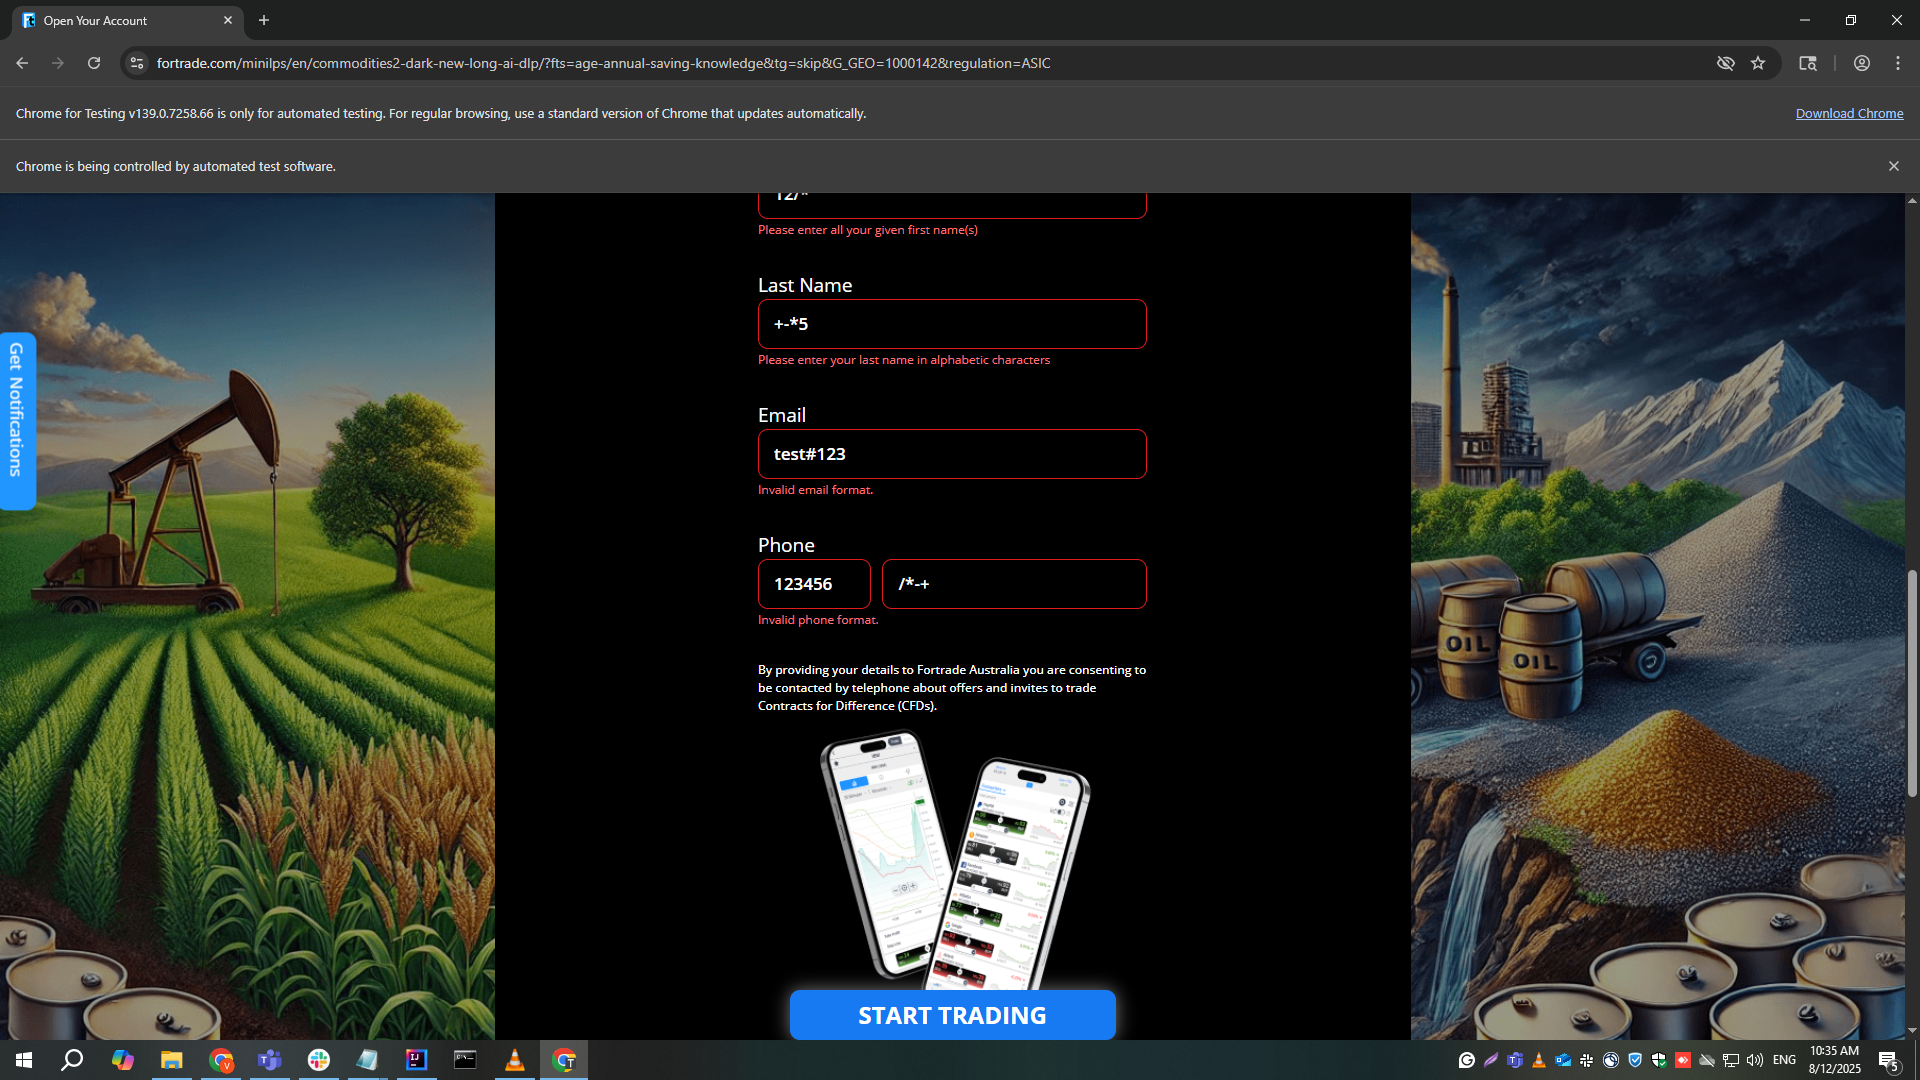 Open Your Account
fortrade.com/minilps/en/commodities2-dark-new-long-ai-dlp/?fts=age-annual-saving-knowledge&tg=skip&G_GEO=1000142&regulation=ASIC
Chrome for Testing v139.0.7258.66 is only for automated testing. For regular browsing, use a standard version of Chrome that updates automatically.
Download Chrome
Chrome is being controlled by automated test software.
12/*
Please enter all your given first name(s)
Last Name
+-*5
Please enter your last name in alphabetic characters
Get Notifications
Email
test#123
Invalid email format.
Phone
123456 /*-+
Invalid phone format.
OIL
OIL
By providing your details to Fortrade Australia you are consenting to
be contacted by telephone about offers and invites to trade
Contracts for Difference (CFDs).
START TRADING
ENG
10:35 AM
8/12/2025
5